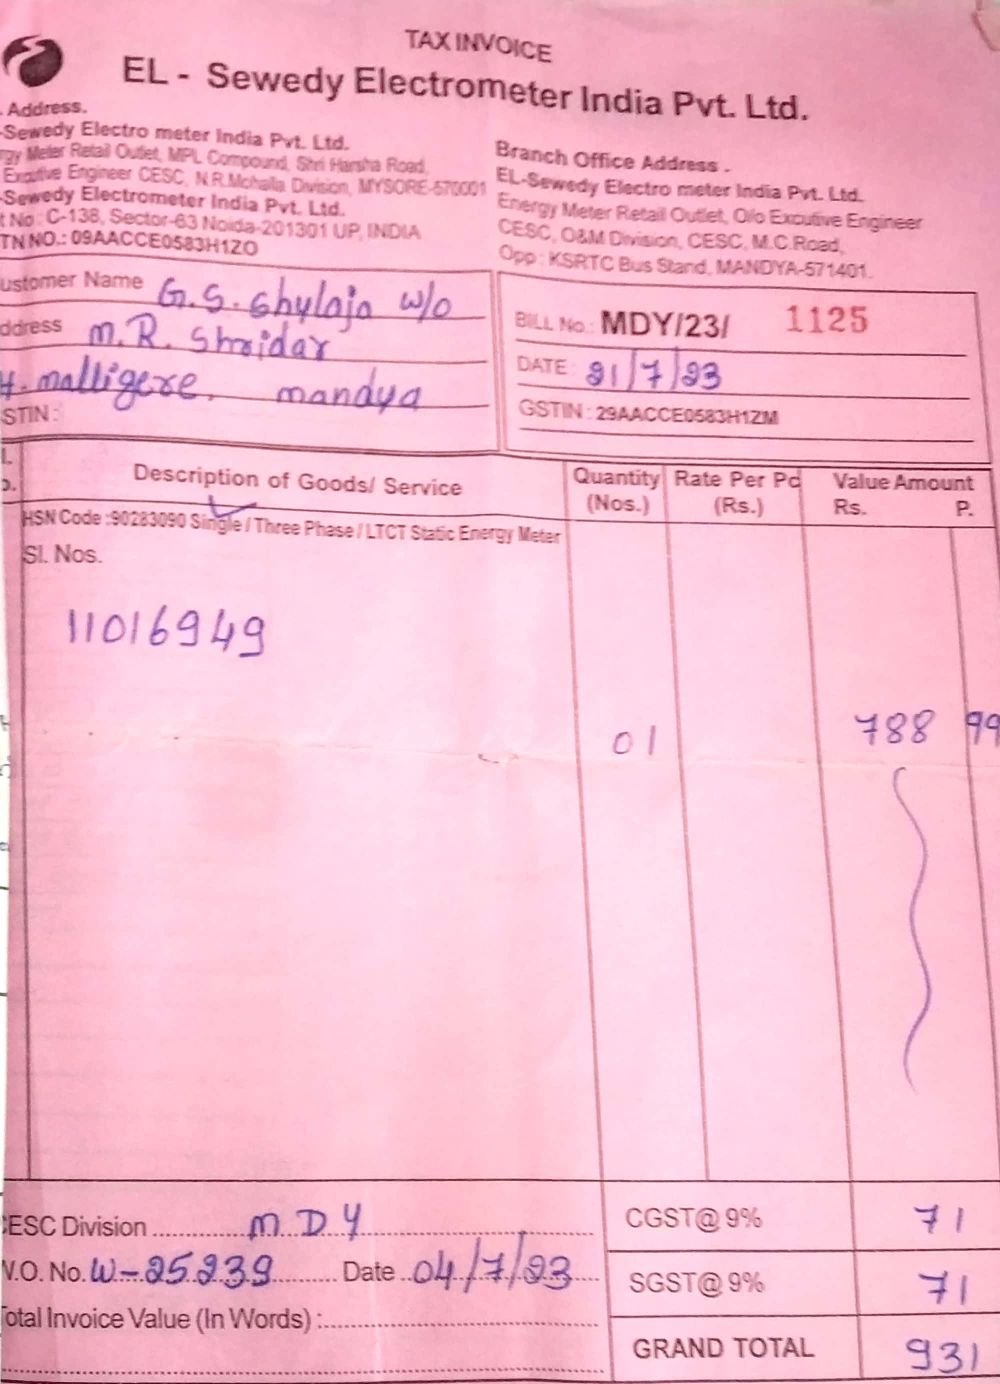 TAX INVOICE
EL - Sewedy Electrometer India Pvt. Ltd.
. Address.
-Sewedy Electro meter India Pvt. Ltd.
rgy Meter Retail Outlet, MPL Compound, Shri Harsha Road,
Excutive Engineer CESC, N.R.Mohalla Division, MYSORE-570001
-Sewedy Electrometer India Pvt. Ltd.
t No : C-138, Sector-63 Noida-201301 UP, INDIA
TN NO.: 09AACCE0583H1ZO
Branch Office Address .
EL-Sewedy Electro meter India Pvt. Ltd.
Energy Meter Retail Outlet, O/o Excutive Engineer
CESC, O&M Division, CESC, M.C.Road,
Opp : KSRTC Bus Stand, MANDYA-571401.
ustomer Name G.S. Shylaja w/o
ddress M.R. Shridar
H. Malligere. Mandya
STIN :
BILL No.: MDY/23/ 1125
DATE : 21/7/23
GSTIN : 29AACCE0583H1ZM
Description of Goods/ Service
Quantity (Nos.)
Rate Per Pc (Rs.)
Value Amount
Rs. P.
HSN Code :90283090 Single / Three Phase / LTCT Static Energy Meter
Sl. Nos.
11016949
01 788 99
CESC Division MDY
V.O. No. W-25239 Date 04/7/23
Total Invoice Value (In Words) :
CGST@ 9% 71
SGST@ 9% 71
GRAND TOTAL 931